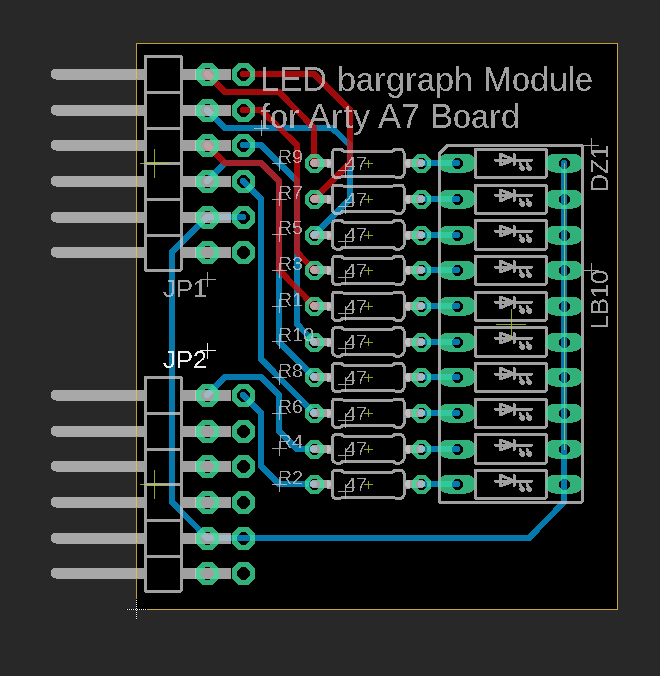 LED bargraph Module
for Arty A7 Board
R9
47
DZ1
R7
47
R5
47
R3
47
LB10
JP1
R1
47
R10
47
JP2
R8
47
R6
47
R4
47
R2
47